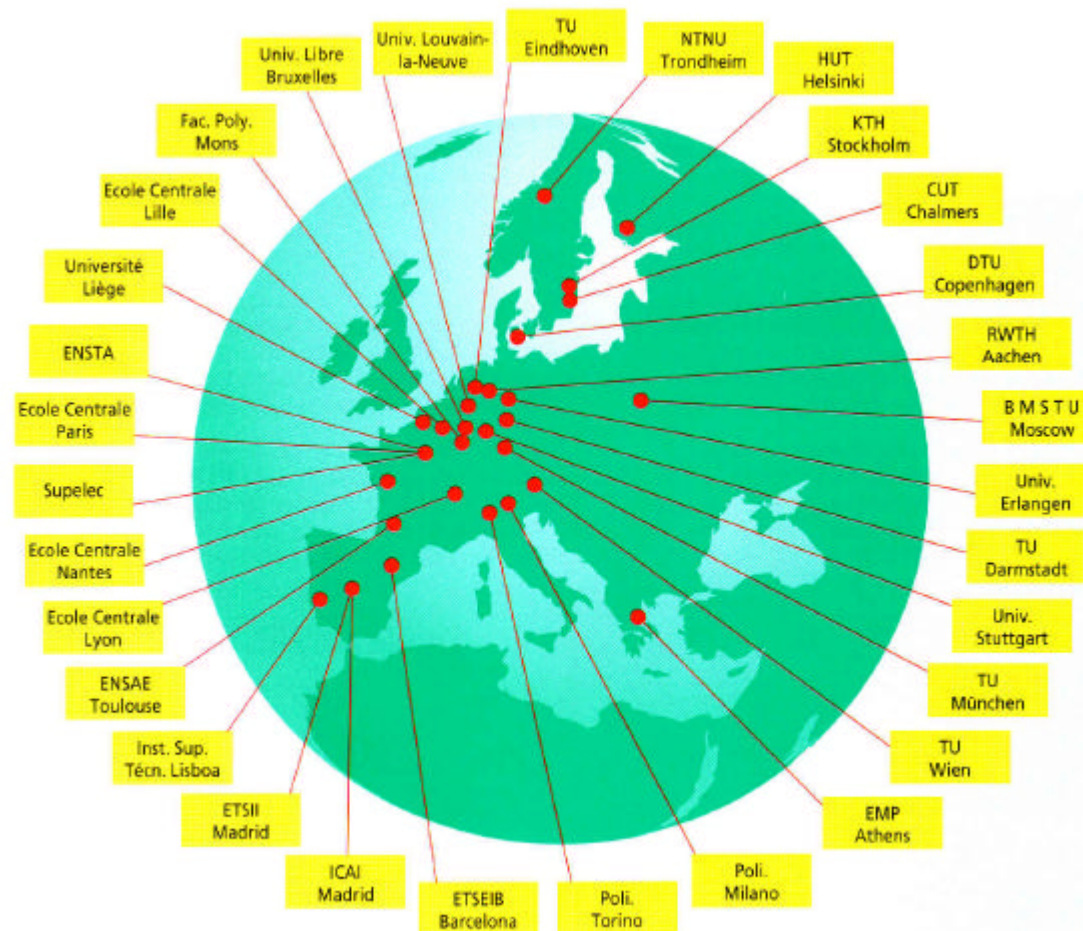 TU
Eindhoven
NTNU
Trondheim
HUT
Helsinki
KTH
Stockholm
CUT
Chalmers
DTU
Copenhagen
RWTH
Aachen
B M S T U
Moscow
Univ.
Erlangen
TU
Darmstadt
Univ.
Stuttgart
TU
München
TU
Wien
EMP
Athens
Poli.
Milano
Poli.
Torino
ETSEIB
Barcelona
ICAI
Madrid
ETSII
Madrid
Inst. Sup.
Técn. Lisboa
ENSAE
Toulouse
Ecole Centrale
Lyon
Ecole Centrale
Nantes
Supelec
Ecole Centrale
Paris
ENSTA
Université
Liège
Ecole Centrale
Lille
Fac. Poly.
Mons
Univ. Libre
Bruxelles
Univ. Louvain-
la-Neuve